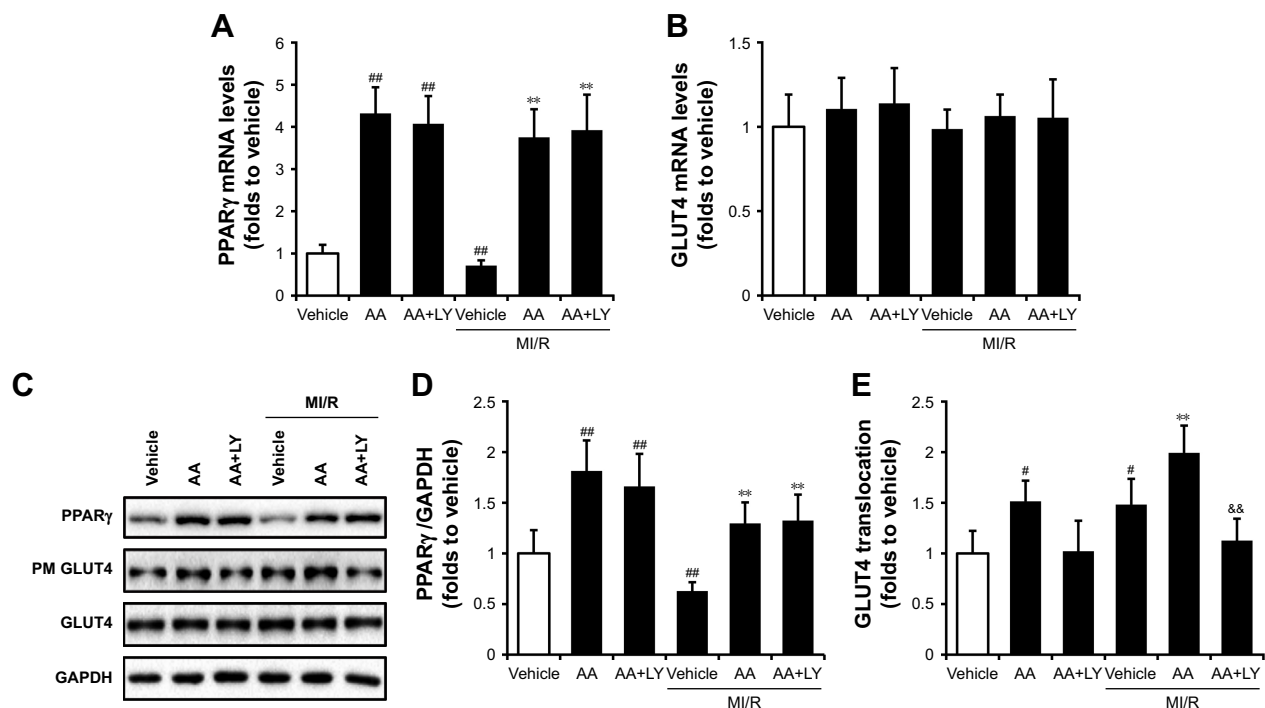 A
PPARγ mRNA levels
(folds to vehicle)
6
5
4
3
2
1
0
##
##
##
**
**
Vehicle AA AA+LY Vehicle AA AA+LY
MI/R
B
GLUT4 mRNA levels
(folds to vehicle)
1.5
1
0.5
0
Vehicle AA AA+LY Vehicle AA AA+LY
MI/R
C
MI/R
Vehicle AA AA+LY Vehicle AA AA+LY
PPARγ
PM GLUT4
GLUT4
GAPDH
D
PPARγ /GAPDH
(folds to vehicle)
2.5
2
1.5
1
0.5
0
##
##
##
**
**
Vehicle AA AA+LY Vehicle AA AA+LY
MI/R
E
GLUT4 translocation
(folds to vehicle)
2.5
2
1.5
1
0.5
0
#
#
**
&&
Vehicle AA AA+LY Vehicle AA AA+LY
MI/R